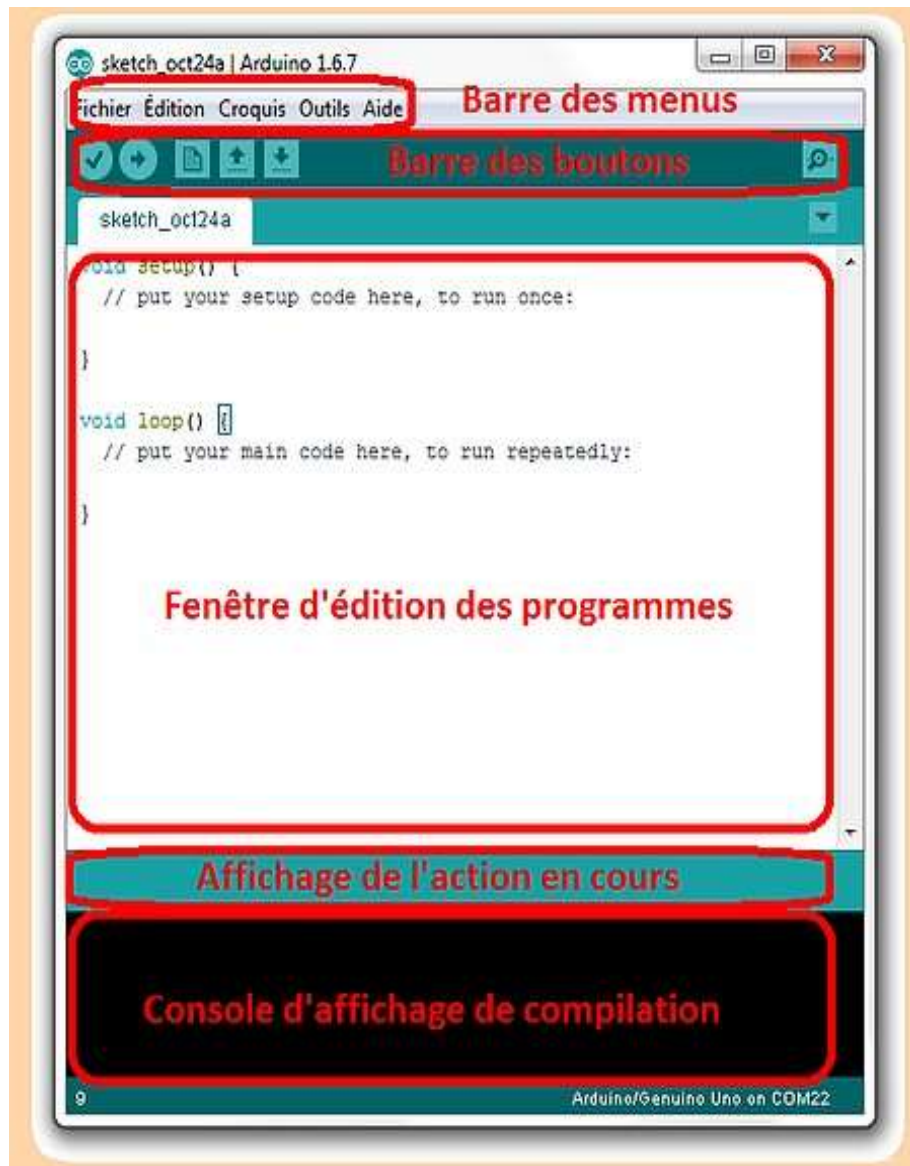 sketch_oct24a | Arduino 1.6.7
Fichier Édition Croquis Outils Aide
Barre des menus
Barre des boutons
sketch_oct24a
void setup() {
// put your setup code here, to run once:
}
void loop() {
// put your main code here, to run repeatedly:
}
Fenêtre d'édition des programmes
Affichage de l'action en cours
Console d'affichage de compilation
9
Arduino/Genuino Uno on COM22